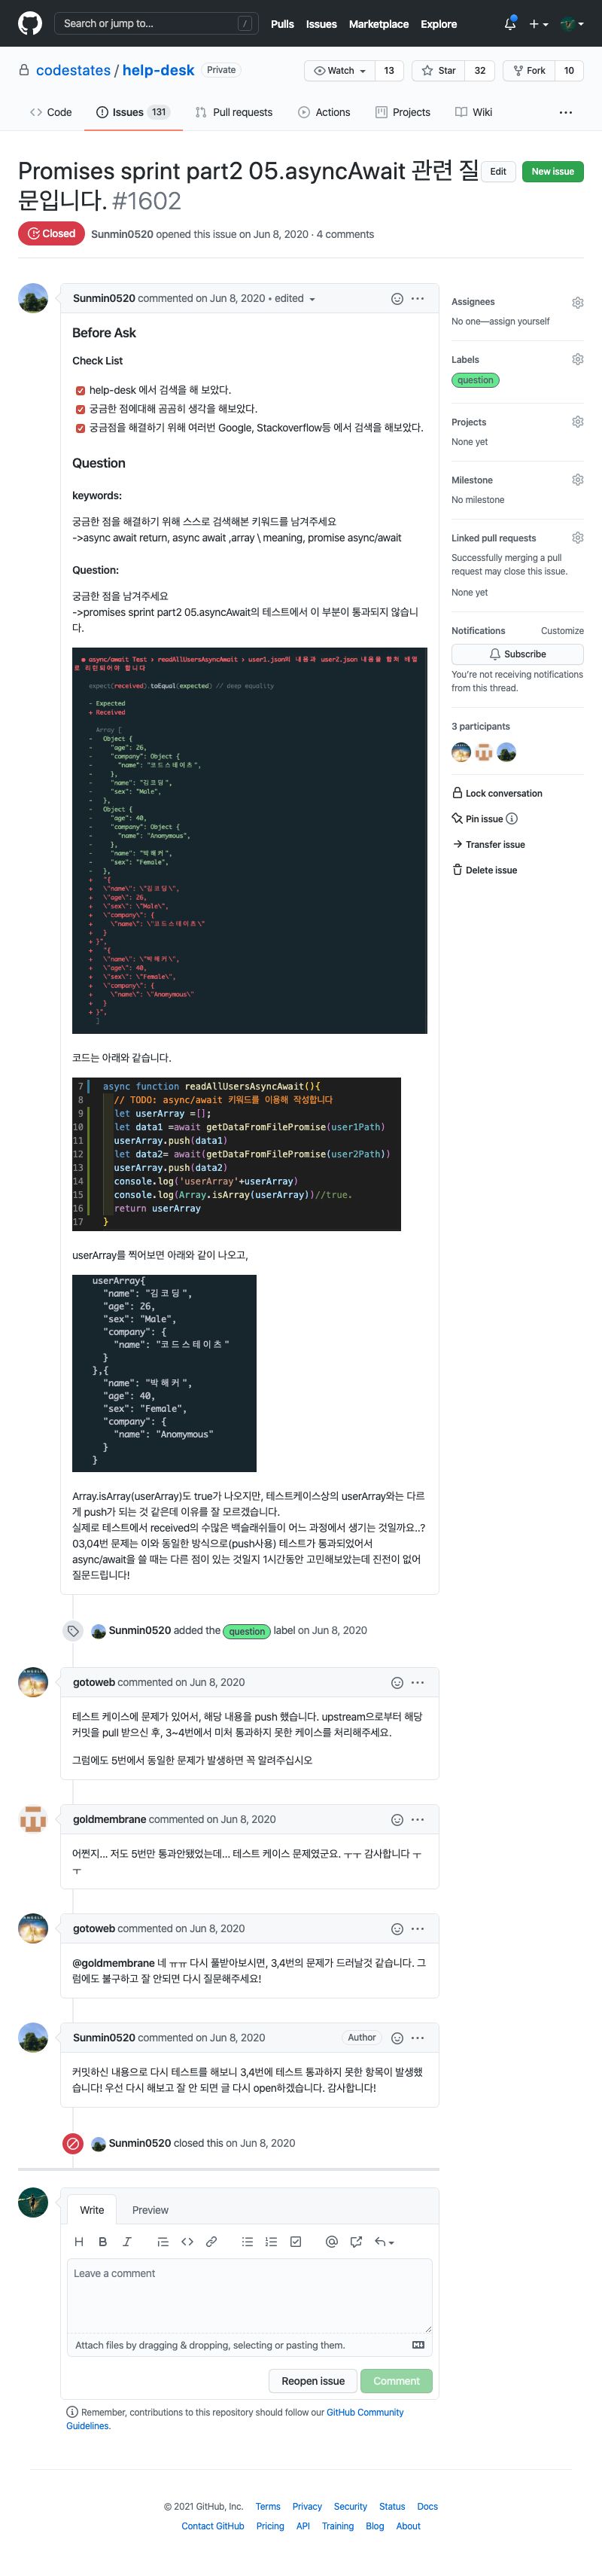 Search or jump to...
/
Pulls Issues Marketplace Explore
codestates / help-desk Private
Watch 13 Star 32 Fork 10
Code Issues 131 Pull requests Actions Projects Wiki
Promises sprint part2 05.asyncAwait 관련 질
문입니다. #1602
Edit New issue
Closed Sunmin0520 opened this issue on Jun 8, 2020 · 4 comments
Sunmin0520 commented on Jun 8, 2020 • edited
Before Ask
Check List
help-desk 에서 검색을 해 보았다.
궁금한 점에대해 곰곰히 생각을 해보았다.
궁금점을 해결하기 위해 여러번 Google, Stackoverflow등 에서 검색을 해보았다.
Question
keywords:
궁금한 점을 해결하기 위해 스스로 검색해본 키워드를 남겨주세요
->async await return, async await ,array \ meaning, promise async/await
Question:
궁금한 점을 남겨주세요
->promises sprint part2 05.asyncAwait의 테스트에서 이 부분이 통과되지 않습니
다.
● async/await Test › readAllUsersAsyncAwait › user1.json의 내용과 user2.json 내용을 합쳐 배열
로 리턴되어야 합니다
expect(received).toEqual(expected) // deep equality
- Expected
+ Received
Array [
- Object {
- "age": 26,
- "company": Object {
- "name": "코드스테이츠",
- },
- "name": "김코딩",
- "sex": "Male",
- },
- Object {
- "age": 40,
- "company": Object {
- "name": "Anomymous",
- },
- "name": "박해커",
- "sex": "Female",
- },
+ "{
+ \"name\": \"김코딩\",
+ \"age\": 26,
+ \"sex\": \"Male\",
+ \"company\": {
+ \"name\": \"코드스테이츠\"
+ }
+ }",
+ "{
+ \"name\": \"박해커\",
+ \"age\": 40,
+ \"sex\": \"Female\",
+ \"company\": {
+ \"name\": \"Anomymous\"
+ }
+ }",
]
코드는 아래와 같습니다.
7 async function readAllUsersAsyncAwait(){
8 // TODO: async/await 키워드를 이용해 작성합니다
9 let userArray =[];
10 let data1 =await getDataFromFilePromise(user1Path)
11 userArray.push(data1)
12 let data2= await(getDataFromFilePromise(user2Path))
13 userArray.push(data2)
14 console.log('userArray'+userArray)
15 console.log(Array.isArray(userArray))//true.
16 return userArray
17 }
userArray를 찍어보면 아래와 같이 나오고,
userArray{
"name": "김코딩",
"age": 26,
"sex": "Male",
"company": {
"name": "코드스테이츠"
}
},{
"name": "박해커",
"age": 40,
"sex": "Female",
"company": {
"name": "Anomymous"
}
}
Array.isArray(userArray)도 true가 나오지만, 테스트케이스상의 userArray와는 다르
게 push가 되는 것 같은데 이유를 잘 모르겠습니다.
실제로 테스트에서 received의 수많은 백슬래쉬들이 어느 과정에서 생기는 것일까요..?
03,04번 문제는 이와 동일한 방식으로(push사용) 테스트가 통과되었어서
async/await을 쓸 때는 다른 점이 있는 것일지 1시간동안 고민해보았는데 진전이 없어
질문드립니다!
Sunmin0520 added the question label on Jun 8, 2020
gotoweb commented on Jun 8, 2020
테스트 케이스에 문제가 있어서, 해당 내용을 push 했습니다. upstream으로부터 해당
커밋을 pull 받으신 후, 3~4번에서 미처 통과하지 못한 케이스를 처리해주세요.
그럼에도 5번에서 동일한 문제가 발생하면 꼭 알려주십시오
goldmembrane commented on Jun 8, 2020
어쩐지... 저도 5번만 통과안됐었는데... 테스트 케이스 문제였군요. ㅜㅜ 감사합니다 ㅜ
ㅜ
gotoweb commented on Jun 8, 2020
@goldmembrane 네 ㅠㅠ 다시 풀받아보시면, 3,4번의 문제가 드러날것 같습니다. 그
럼에도 불구하고 잘 안되면 다시 질문해주세요!
Sunmin0520 commented on Jun 8, 2020 Author
커밋하신 내용으로 다시 테스트를 해보니 3,4번에 테스트 통과하지 못한 항목이 발생했
습니다! 우선 다시 해보고 잘 안 되면 글 다시 open하겠습니다. 감사합니다!
Sunmin0520 closed this on Jun 8, 2020
Write Preview
Leave a comment
Attach files by dragging & dropping, selecting or pasting them.
Reopen issue Comment
Remember, contributions to this repository should follow our GitHub Community
Guidelines.
Assignees
No one—assign yourself
Labels
question
Projects
None yet
Milestone
No milestone
Linked pull requests
Successfully merging a pull
request may close this issue.
None yet
Notifications Customize
Subscribe
You're not receiving notifications
from this thread.
3 participants
Lock conversation
Pin issue
Transfer issue
Delete issue
© 2021 GitHub, Inc. Terms Privacy Security Status Docs
Contact GitHub Pricing API Training Blog About